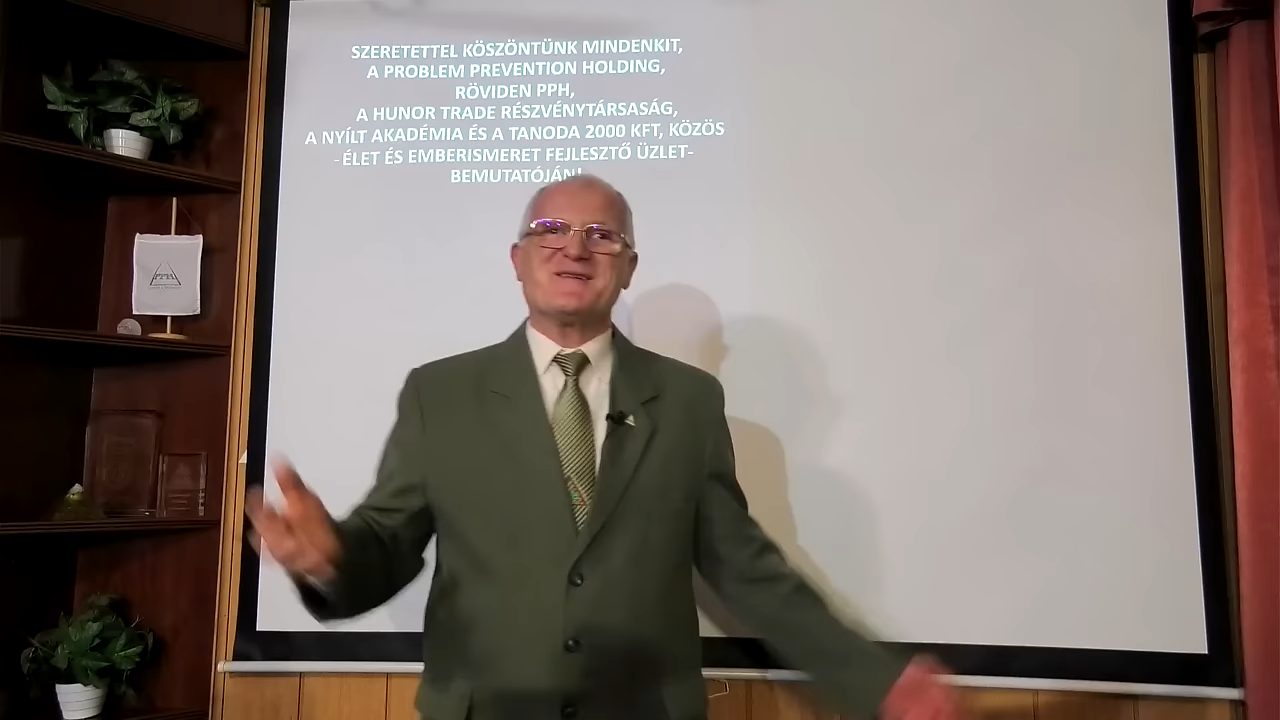 SZERETETTEL KÖSZÖNTÜNK MINDENKIT,
A PROBLEM PREVENTION HOLDING,
RÖVIDEN PPH,
A HUNOR TRADE RÉSZVÉNYTÁRSASÁG,
A NYÍLT AKADÉMIA ÉS A TANODA 2000 KFT, KÖZÖS
- ÉLET ÉS EMBERISMERET FEJLESZTŐ ÜZLET-
BEMUTATÓJÁN!